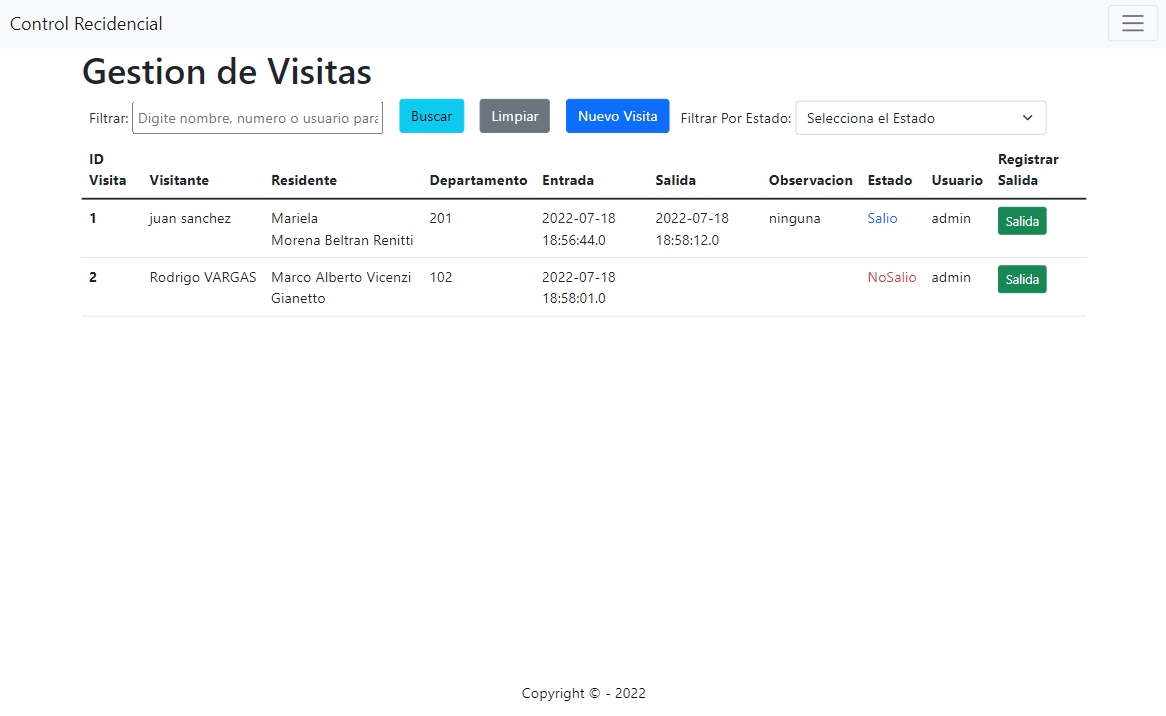 Control Recidencial
Gestion de Visitas
Filtrar: Digite nombre, numero o usuario para Buscar Limpiar Nuevo Visita Filtrar Por Estado: Selecciona el Estado
ID Visita Visitante Residente Departamento Entrada Salida Observacion Estado Usuario Registrar Salida
1 juan sanchez Mariela 201 2022-07-18 2022-07-18 ninguna Salio admin Salida
Morena Beltran Renitti 18:56:44.0 18:58:12.0
2 Rodrigo VARGAS Marco Alberto Vicenzi 102 2022-07-18 NoSalio admin Salida
Gianetto 18:58:01.0
Copyright © - 2022